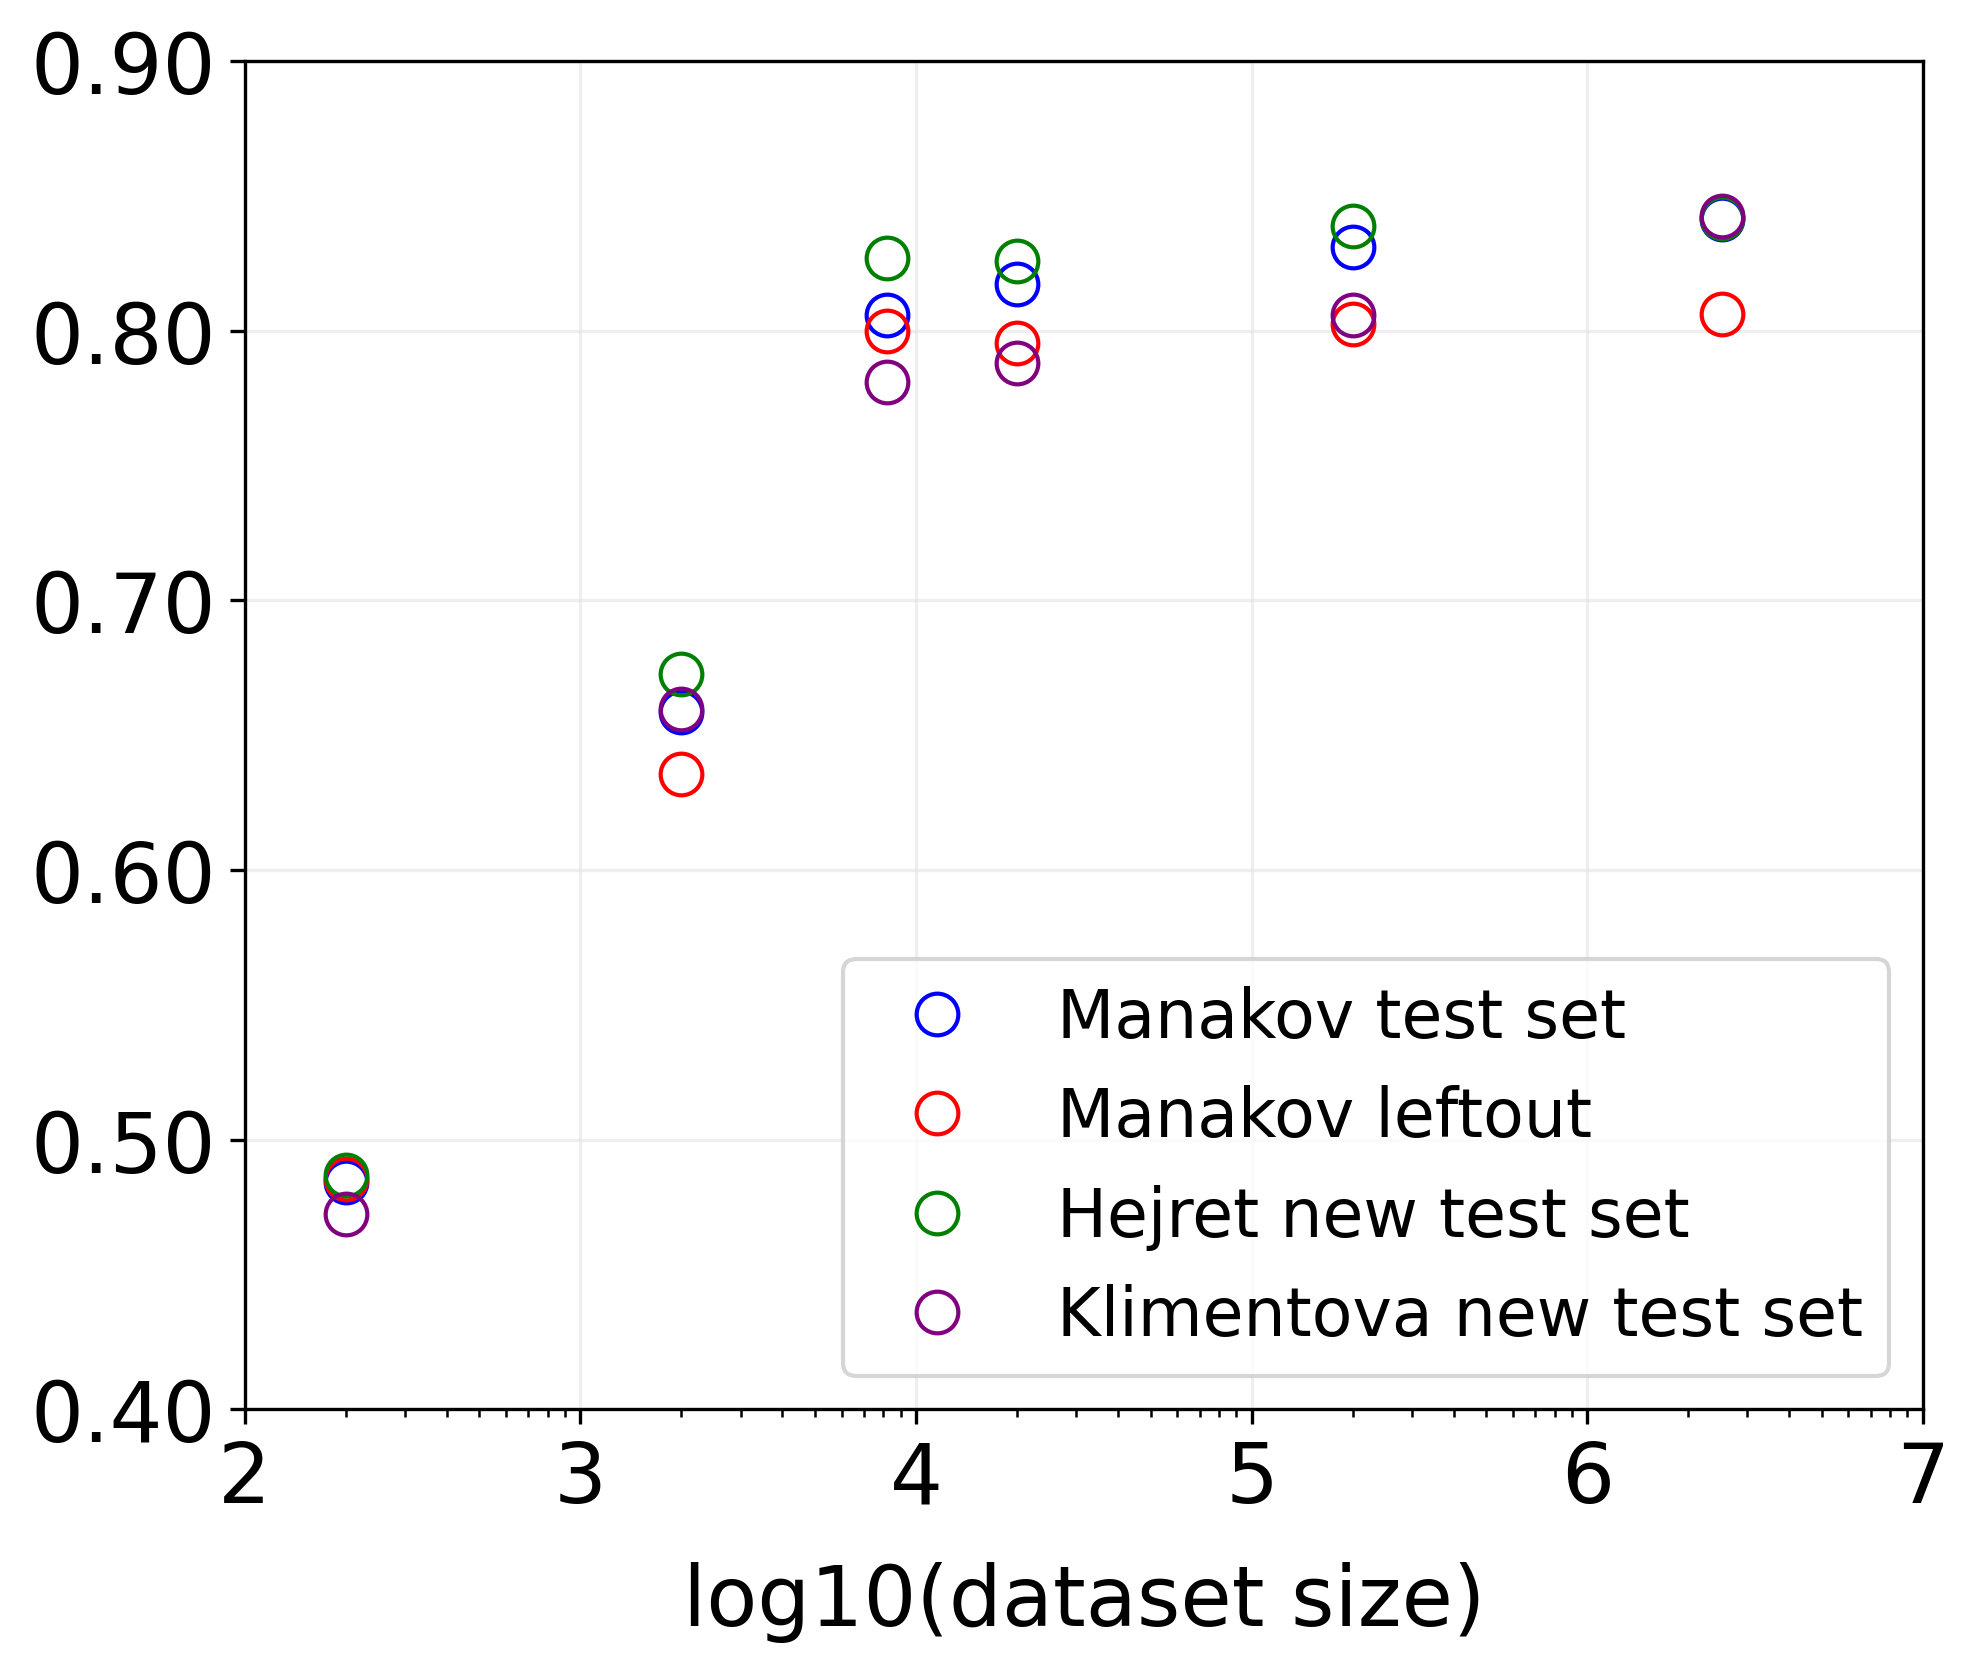 0.90
0.80
0.70
0.60
0.50
0.40
2 3 4 5 6 7
log10(dataset size)
Manakov test set
Manakov leftout
Hejret new test set
Klimentova new test set